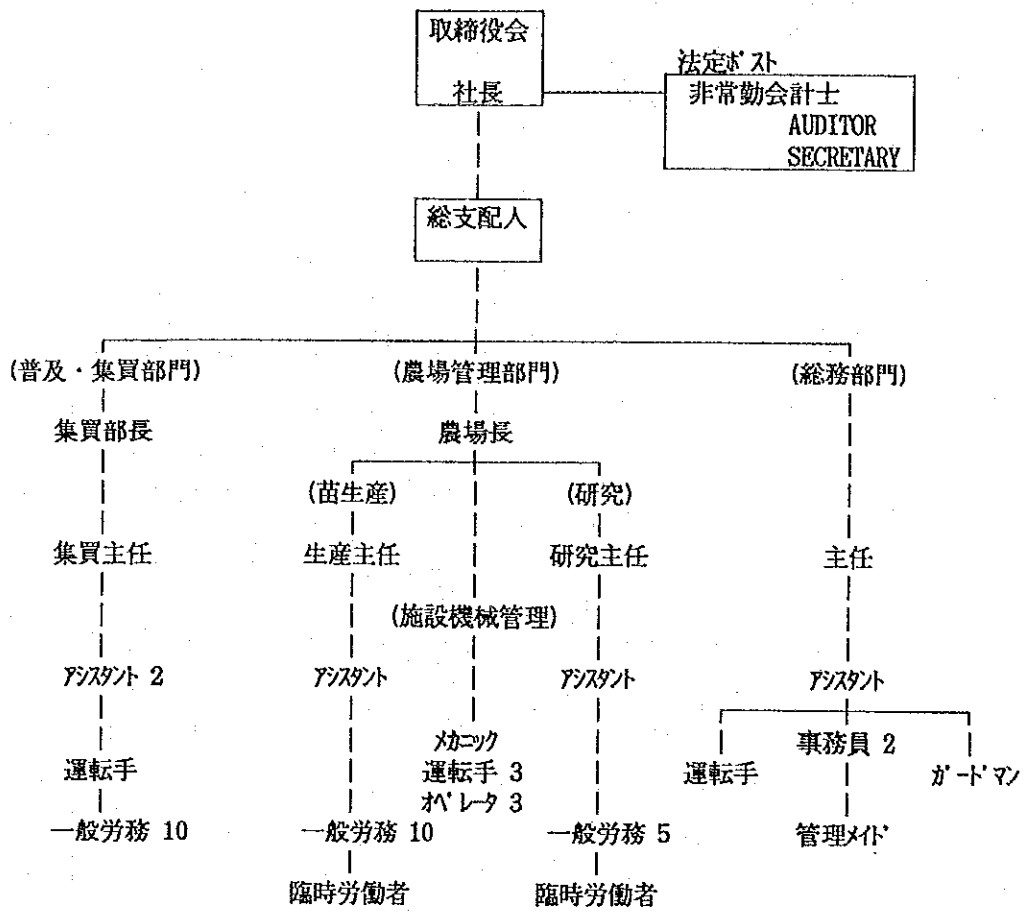 取締役会
社長
法定ポスト
非常勤会計士
AUDITOR
SECRETARY
総支配人
(普及・集買部門) (農場管理部門) (総務部門)
集買部長 農場長
(苗生産) (研究)
集買主任 生産主任 研究主任 主任
(施設機械管理)
アシスタント 2 アシスタント アシスタント アシスタント
メカニック
運転手 運転手 3 運転手 事務員 2 ガードマン
オペレータ 3
一般労務 10 一般労務 10 一般労務 5 管理メイド
臨時労働者 臨時労働者